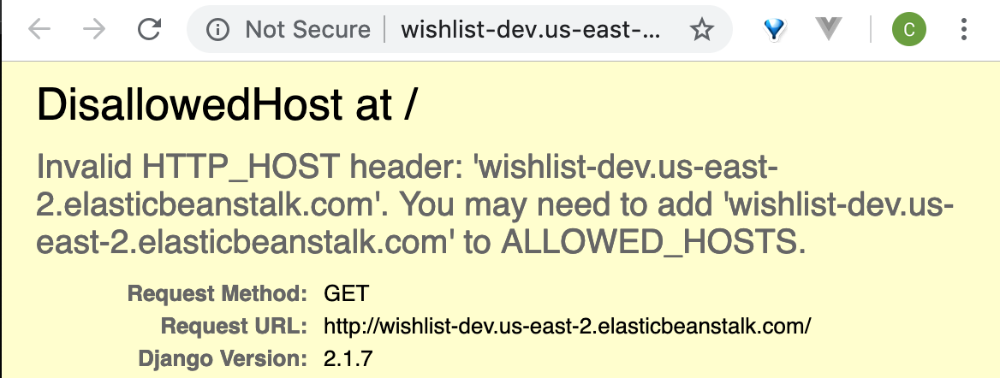 Not Secure wishlist-dev.us-east-...
C
DisallowedHost at /
Invalid HTTP_HOST header: 'wishlist-dev.us-east-
2.elasticbeanstalk.com'. You may need to add 'wishlist-dev.us-
east-2.elasticbeanstalk.com' to ALLOWED_HOSTS.
Request Method: GET
Request URL: http://wishlist-dev.us-east-2.elasticbeanstalk.com/
Django Version: 2.1.7